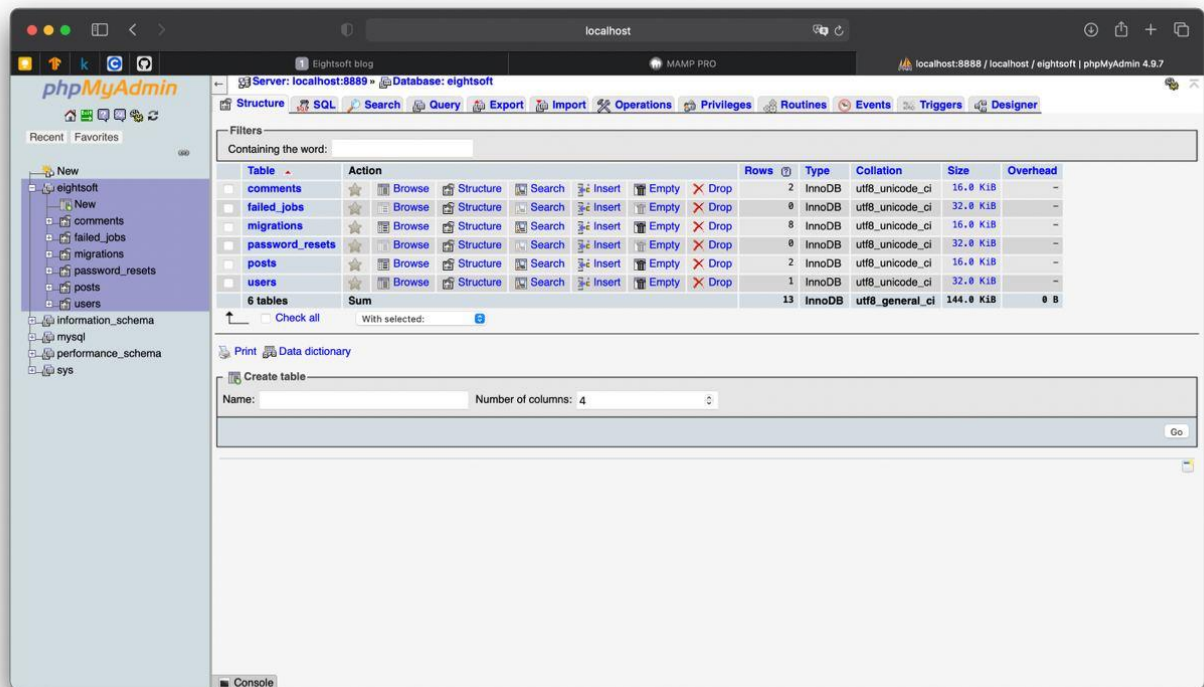 localhost
k
1 Eightsoft blog
MAMP PRO
localhost:8888 / localhost / eightsoft | phpMyAdmin 4.9.7
phpMyAdmin
Recent Favorites
New
eightsoft
New
comments
failed_jobs
migrations
password_resets
posts
users
information_schema
mysql
performance_schema
sys
Server: localhost:8889 » Database: eightsoft
Structure SQL Search Query Export Import Operations Privileges Routines Events Triggers Designer
Filters
Containing the word:
Table Action Rows Type Collation Size Overhead
comments Browse Structure Search Insert Empty Drop 2 InnoDB utf8_unicode_ci 16.0 KiB -
failed_jobs Browse Structure Search Insert Empty Drop 0 InnoDB utf8_unicode_ci 32.0 KiB -
migrations Browse Structure Search Insert Empty Drop 8 InnoDB utf8_unicode_ci 16.0 KiB -
password_resets Browse Structure Search Insert Empty Drop 0 InnoDB utf8_unicode_ci 32.0 KiB -
posts Browse Structure Search Insert Empty Drop 2 InnoDB utf8_unicode_ci 16.0 KiB -
users Browse Structure Search Insert Empty Drop 1 InnoDB utf8_unicode_ci 32.0 KiB -
6 tables Sum 13 InnoDB utf8_general_ci 144.0 KiB 0 B
Check all With selected:
Print Data dictionary
Create table
Name: Number of columns: 4
Go
Console